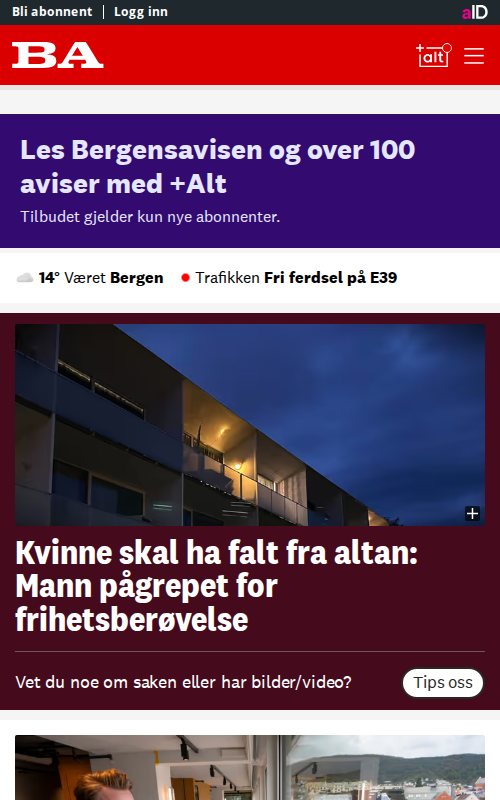 Bli abonnent | Logg inn
aID
BA
+alt
Les Bergensavisen og over 100
aviser med +Alt
Tilbudet gjelder kun nye abonnenter.
14° Været Bergen
Trafikken Fri ferdsel på E39
Kvinne skal ha falt fra altan:
Mann pågrepet for
frihetsberøvelse
Vet du noe om saken eller har bilder/video?
Tips oss